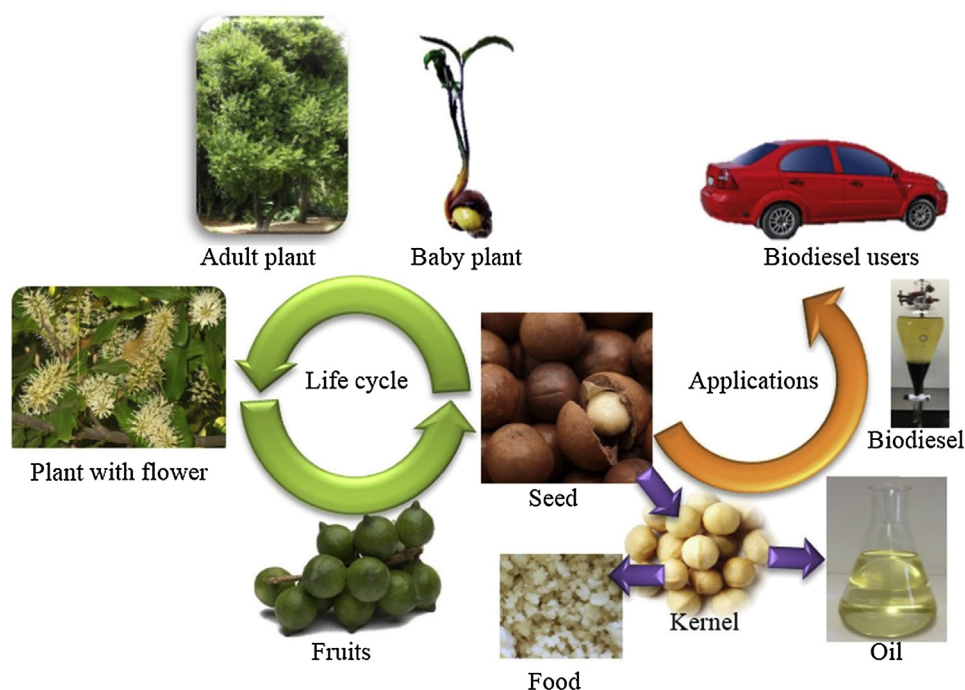 Adult plant
Baby plant
Biodiesel users
Life cycle
Applications
Biodiesel
Plant with flower
Seed
Kernel
Fruits
Food
Oil